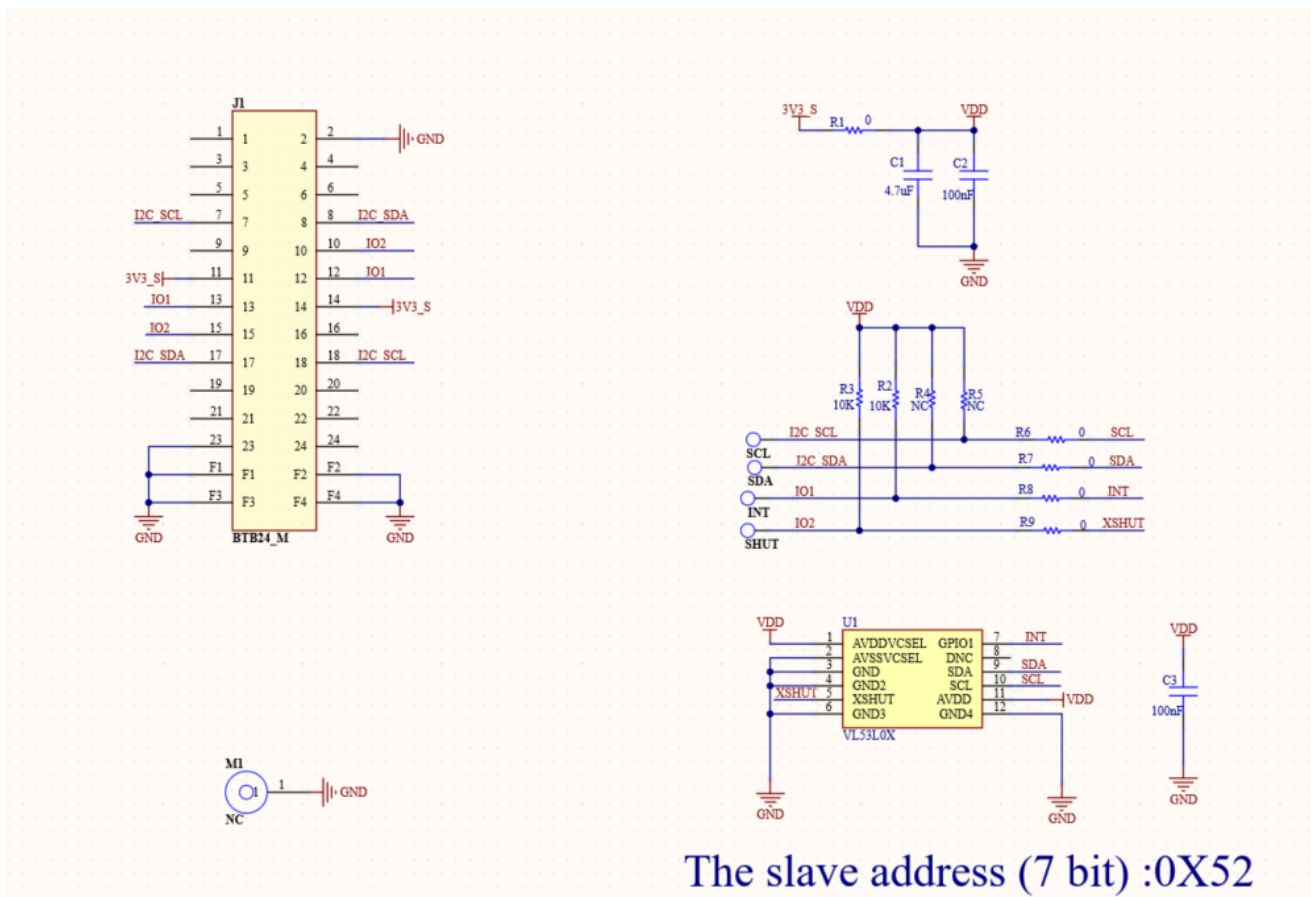 J1
1 1 2 2 GND
3 3 4 4
5 5 6 6
I2C_SCL 7 7 8 8 I2C_SDA
9 9 10 10 IO2
3V3_S 11 11 12 12 IO1
IO1 13 13 14 14 3V3_S
IO2 15 15 16 16
I2C_SDA 17 17 18 18 I2C_SCL
19 19 20 20
21 21 22 22
23 23 24 24
F1 F1 F2 F2
F3 F3 F4 F4
GND BTB24_M GND
3V3_S R1 0 VDD
C1 C2
4.7uF 100nF
GND
VDD
R3 R2 R4 R5
10K 10K NC NC
I2C_SCL R6 0 SCL
SCL
I2C_SDA R7 0 SDA
SDA
IO1 R8 0 INT
INT
IO2 R9 0 XSHUT
SHUT
VDD U1
1 AVDDVCSEL GPIO1 7 INT
2 AVSSVCSEL DNC 8
3 GND SDA 9 SDA
4 GND2 SCL 10 SCL
XSHUT 5 XSHUT AVDD 11 VDD
6 GND3 GND4 12
VL53L0X
GND GND
VDD
C3
100nF
GND
M1
1 1 GND
NC
The slave address (7 bit) :0X52